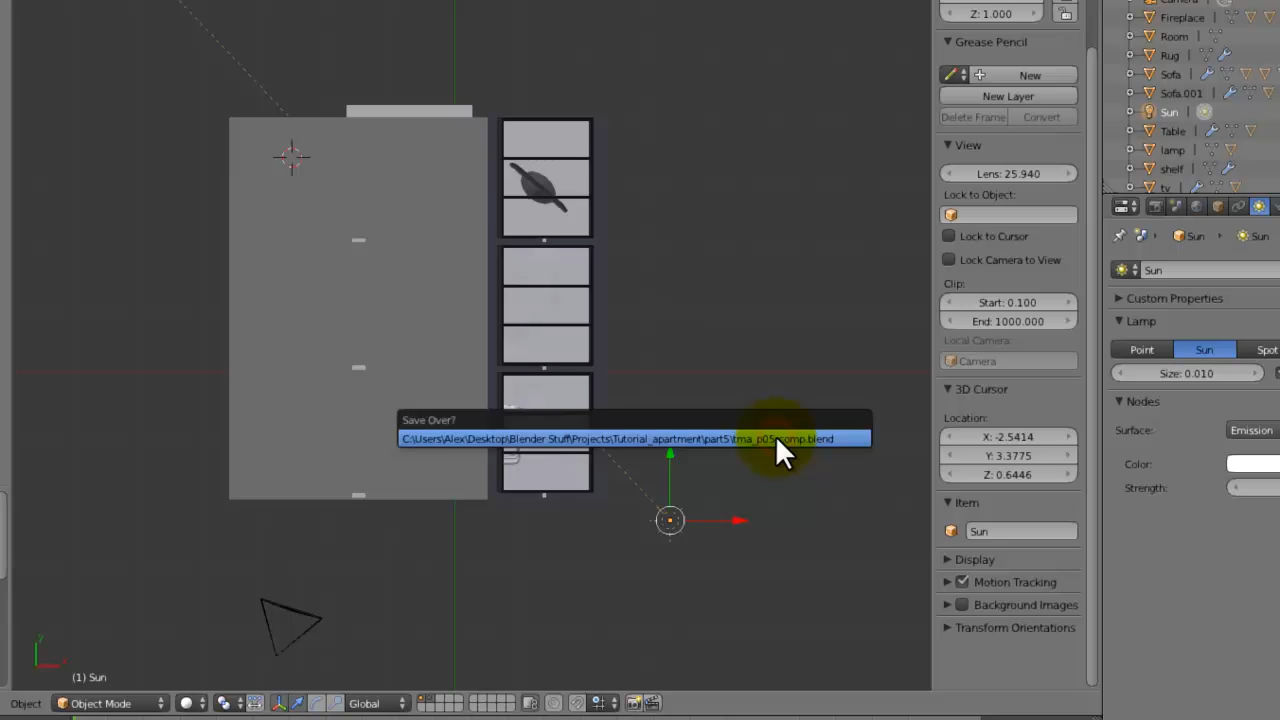 Z: 1.000
Camera
Fireplace
Room
Rug
Sofa
Sofa.001
Sun
Table
lamp
shelf
tv
Grease Pencil
New
New Layer
Delete Frame
Convert
View
Lens: 25.940
Lock to Object:
Lock to Cursor
Lock Camera to View
Clip:
Start: 0.100
End: 1000.000
Local Camera:
Camera
3D Cursor
Location:
X: -2.5414
Y: 3.3775
Z: 0.6446
Item
Sun
Display
Motion Tracking
Background Images
Transform Orientations
Sun
Sun
Sun
Custom Properties
Lamp
Point
Sun
Spot
Size: 0.010
Nodes
Surface:
Emission
Color:
Strength:
Save Over?
C:\Users\Alex\Desktop\Blender Stuff\Projects\Tutorial_apartment\part5\tma_p05_comp.blend
y
x
(1) Sun
Object
Object Mode
Global